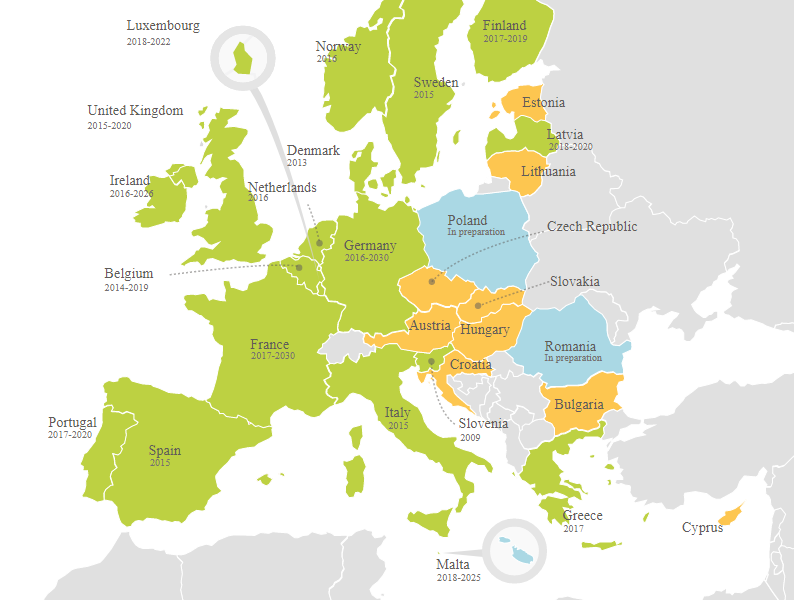 Luxembourg
2018-2022
Finland
2017-2019
Norway
2016
Sweden
2015
Estonia
United Kingdom
2015-2020
Latvia
2018-2020
Denmark
2013
Lithuania
Ireland
2016-2026
Netherlands
2016
Poland
In preparation
Czech Republic
Germany
2016-2030
Belgium
2014-2019
Slovakia
Austria
Hungary
France
2017-2030
Romania
In preparation
Croatia
Bulgaria
Italy
2015
Portugal
2017-2020
Slovenia
2009
Spain
2015
Greece
2017
Cyprus
Malta
2018-2025